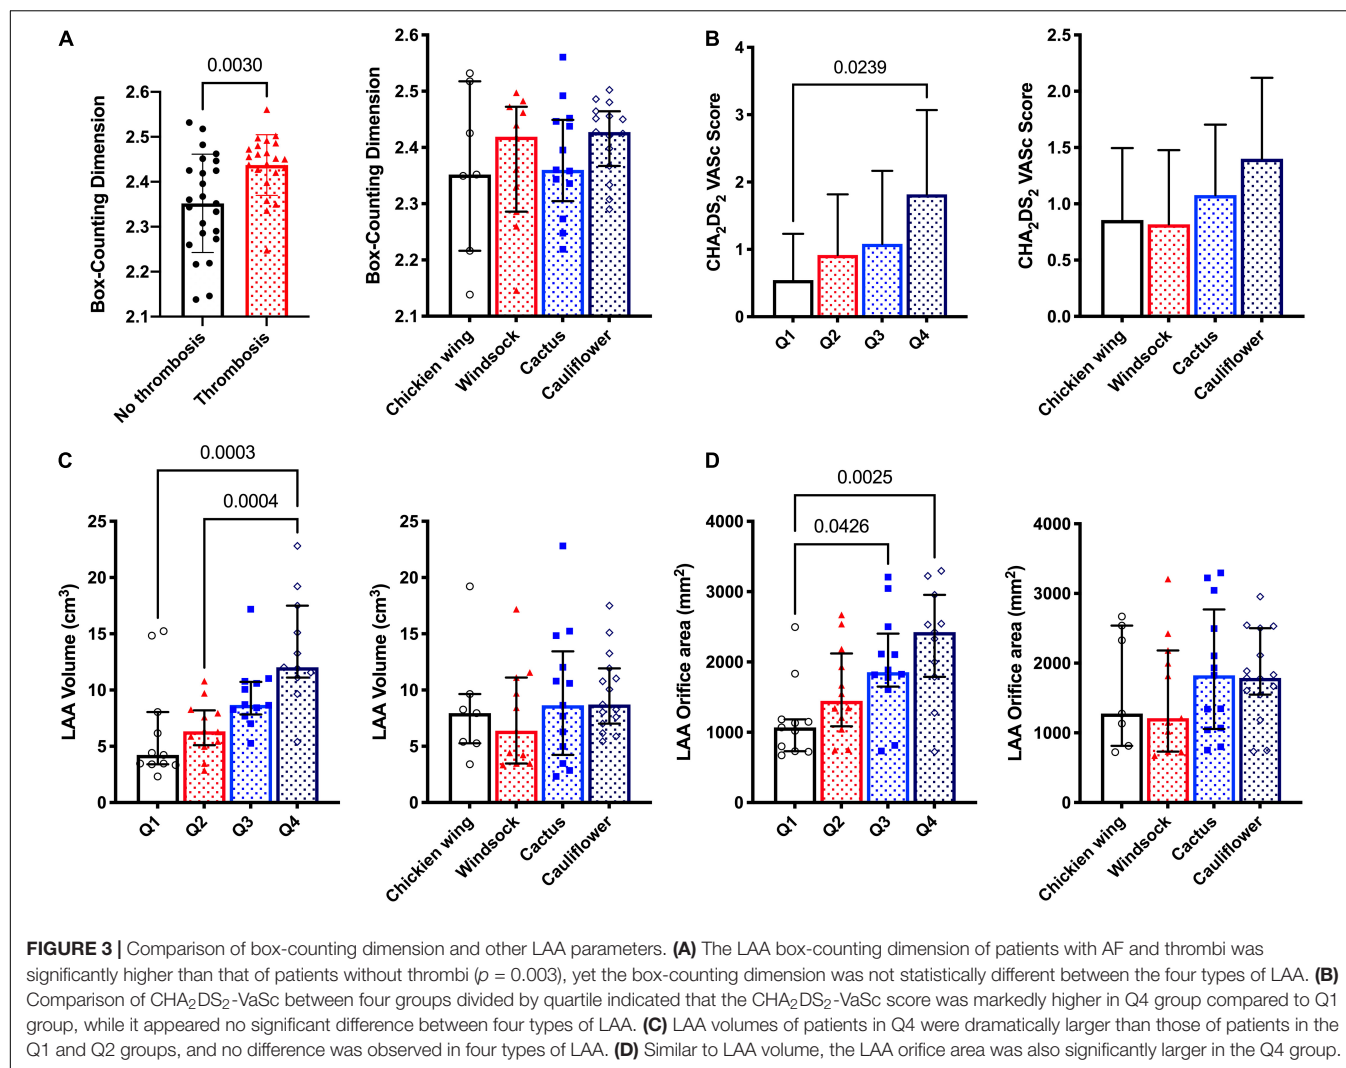 A
0.0030
Box-Counting Dimension
2.6
2.5
2.4
2.3
2.2
2.1
No thrombosis
Thrombosis
Box-Counting Dimension
2.6
2.5
2.4
2.3
2.2
2.1
Chickien wing
Windsock
Cactus
Cauliflower
B
0.0239
CHA₂DS₂ VASc Score
4
3
2
1
0
Q1
Q2
Q3
Q4
CHA₂DS₂ VASc Score
2.5
2.0
1.5
1.0
0.5
0.0
Chickien wing
Windsock
Cactus
Cauliflower
C
0.0003
0.0004
LAA Volume (cm³)
25
20
15
10
5
0
Q1
Q2
Q3
Q4
LAA Volume (cm³)
25
20
15
10
5
0
Chickien wing
Windsock
Cactus
Cauliflower
D
0.0025
0.0426
LAA Orifice area (mm²)
4000
3000
2000
1000
0
Q1
Q2
Q3
Q4
LAA Orifice area (mm²)
4000
3000
2000
1000
0
Chickien wing
Windsock
Cactus
Cauliflower
FIGURE 3 | Comparison of box-counting dimension and other LAA parameters. (A) The LAA box-counting dimension of patients with AF and thrombi was
significantly higher than that of patients without thrombi (p = 0.003), yet the box-counting dimension was not statistically different between the four types of LAA. (B)
Comparison of CHA₂DS₂-VaSc between four groups divided by quartile indicated that the CHA₂DS₂-VaSc score was markedly higher in Q4 group compared to Q1
group, while it appeared no significant difference between four types of LAA. (C) LAA volumes of patients in Q4 were dramatically larger than those of patients in the
Q1 and Q2 groups, and no difference was observed in four types of LAA. (D) Similar to LAA volume, the LAA orifice area was also significantly larger in the Q4 group.